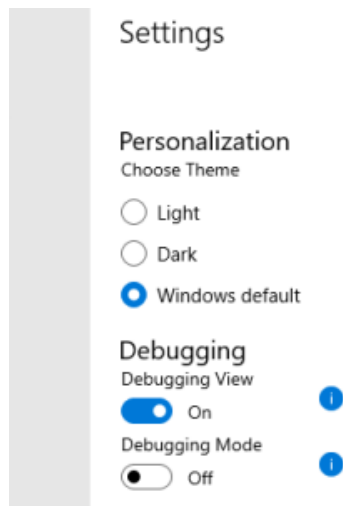 Settings
Personalization
Choose Theme
Light
Dark
Windows default
Debugging
Debugging View
On
Debugging Mode
Off